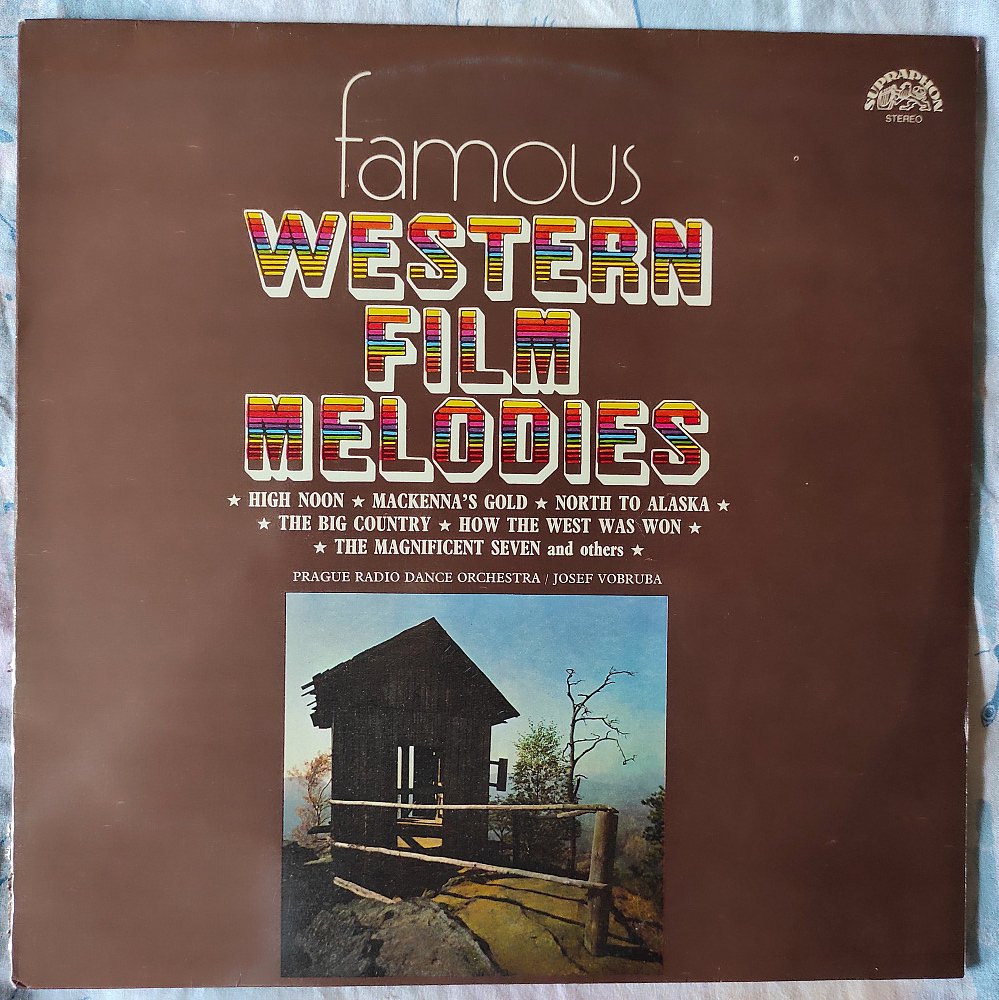 SUPRAPHON
STEREO
famous
WESTERN
FILM
MELODIES
★ HIGH NOON ★ MACKENNA'S GOLD ★ NORTH TO ALASKA ★
★ THE BIG COUNTRY ★ HOW THE WEST WAS WON ★
★ THE MAGNIFICENT SEVEN and others ★
PRAGUE RADIO DANCE ORCHESTRA / JOSEF VOBRUBA